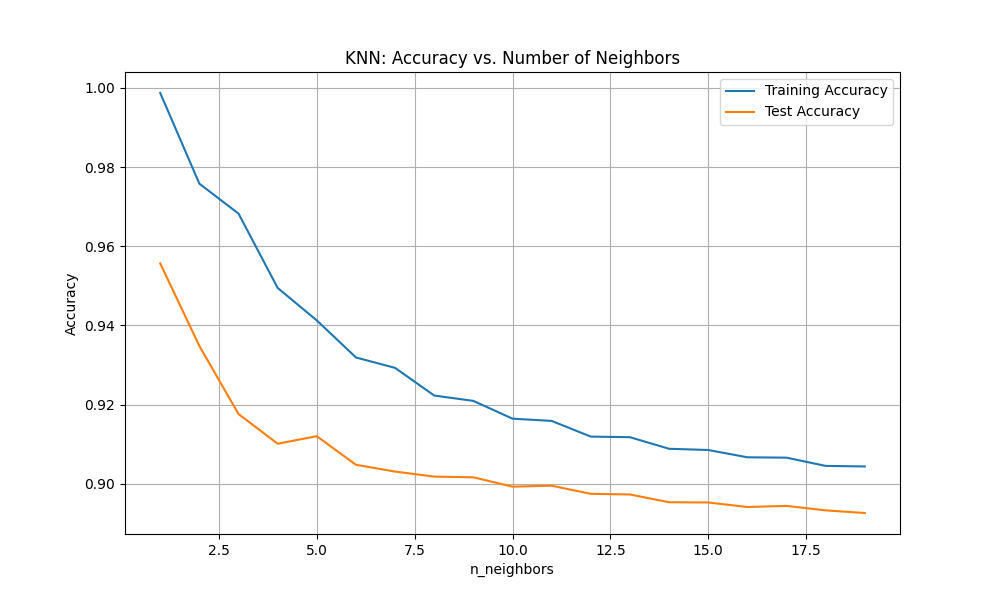 KNN: Accuracy vs. Number of Neighbors
Training Accuracy
Test Accuracy
Accuracy
1.00
0.98
0.96
0.94
0.92
0.90
2.5 5.0 7.5 10.0 12.5 15.0 17.5
n_neighbors